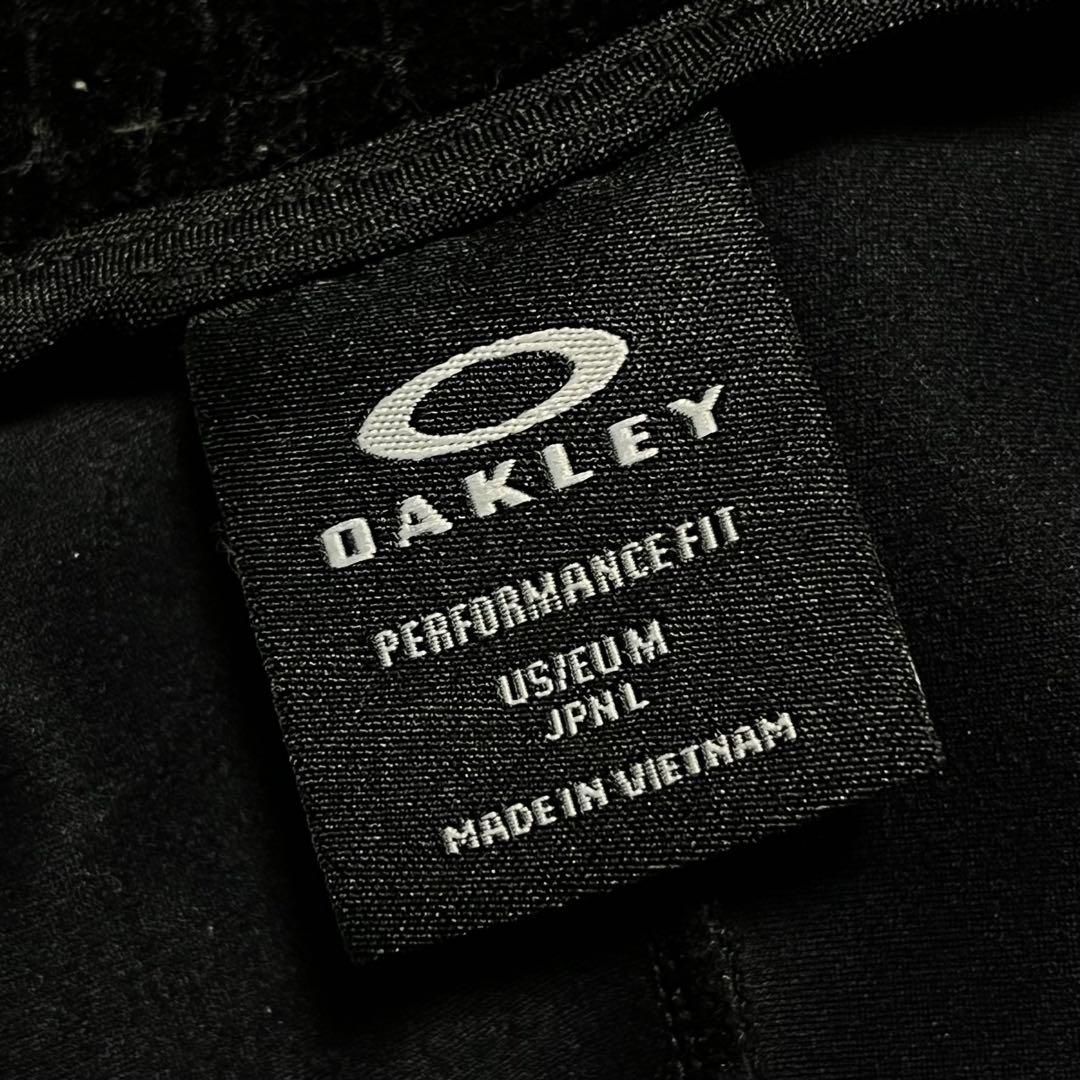 OAKLEY
PERFORMANCE FIT
US/EU M
JPN L
MADE IN VIETNAM